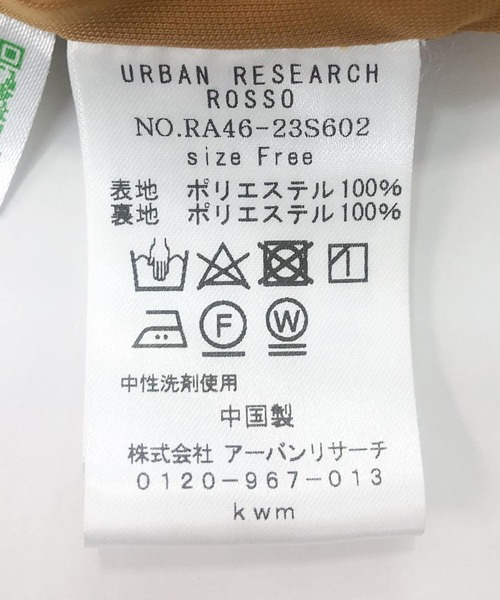 URBAN RESEARCH
ROSSO
NO.RA46-23S602
size Free
表地 ポリエステル100%
裏地 ポリエステル100%
F W
中性洗剤使用
中国製
株式会社 アーバンリサーチ
0120-967-013
kwm